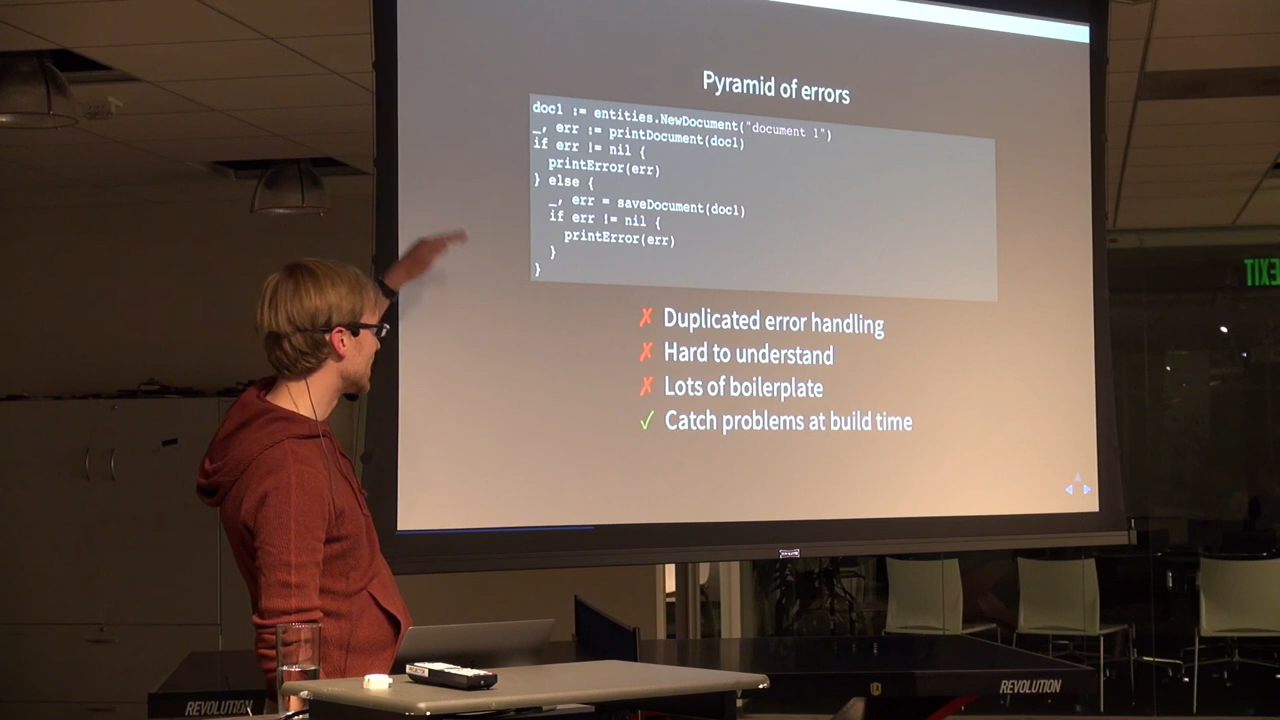 Pyramid of errors
doc1 := entities.NewDocument("document 1")
_, err := printDocument(doc1)
if err != nil {
  printError(err)
} else {
  _, err = saveDocument(doc1)
  if err != nil {
    printError(err)
  }
}
✗ Duplicated error handling
✗ Hard to understand
✗ Lots of boilerplate
✓ Catch problems at build time
EXIT
REVOLUTION
REVOLUTION